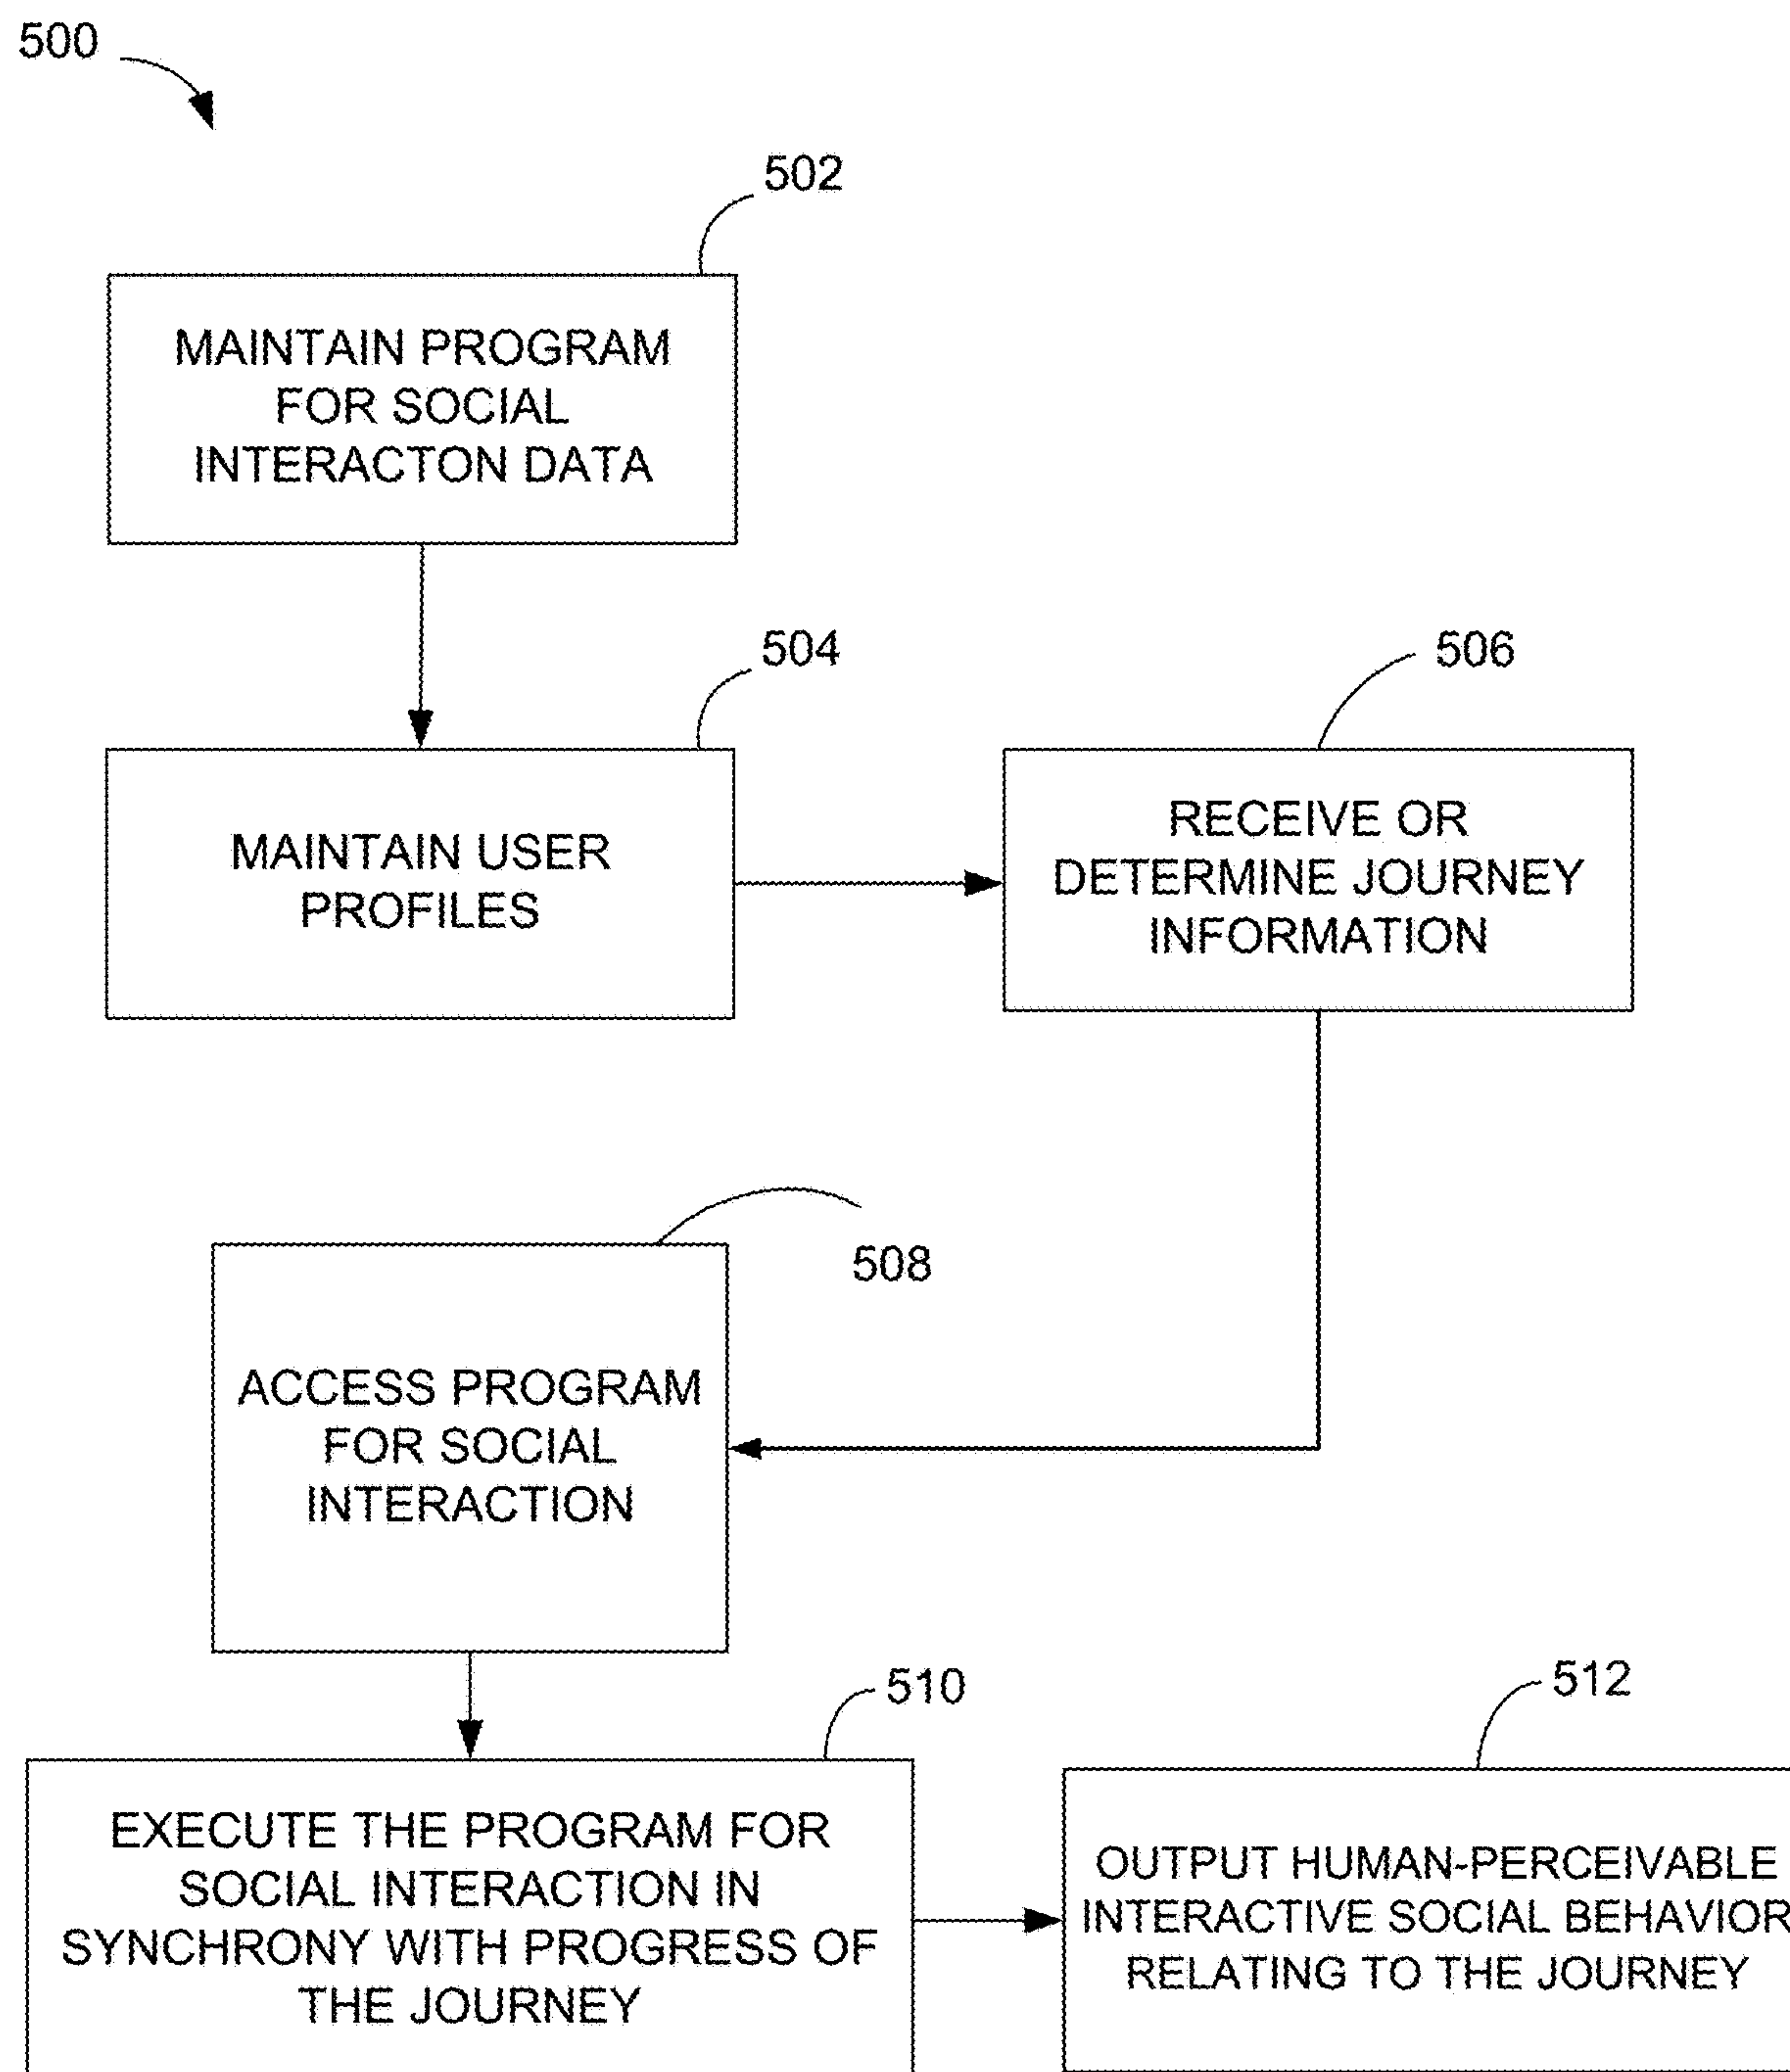 500
502
MAINTAIN PROGRAM
FOR SOCIAL
INTERACTON DATA
504
MAINTAIN USER
PROFILES
506
RECEIVE OR
DETERMINE JOURNEY
INFORMATION
508
ACCESS PROGRAM
FOR SOCIAL
INTERACTION
510
EXECUTE THE PROGRAM FOR
SOCIAL INTERACTION IN
SYNCHRONY WITH PROGRESS OF
THE JOURNEY
512
OUTPUT HUMAN-PERCEIVABLE
INTERACTIVE SOCIAL BEHAVIOR
RELATING TO THE JOURNEY